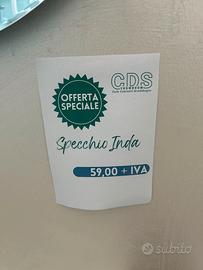 OFFERTA
SPECIALE
CDS
Specchio Inda
59,00 + IVA
subito